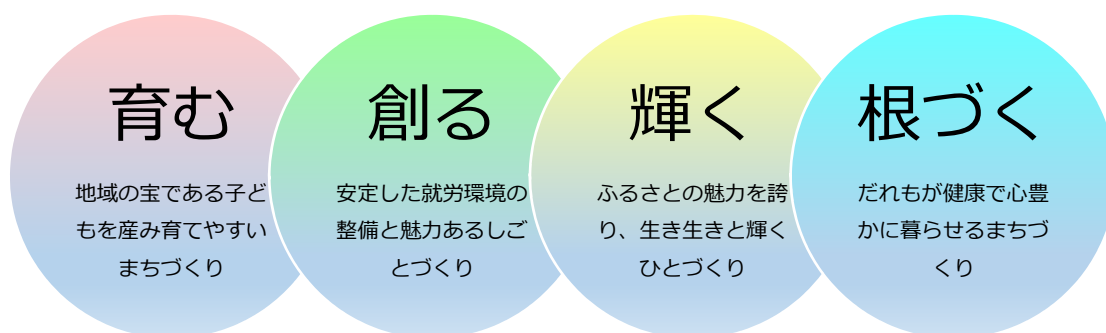 育む
地域の宝である子ど
もを産み育てやすい
まちづくり
創る
安定した就労環境の
整備と魅力あるしご
とづくり
輝く
ふるさとの魅力を誇
り、生き生きと輝く
ひとづくり
根づく
だれもが健康で心豊
かに暮らせるまちづ
くり